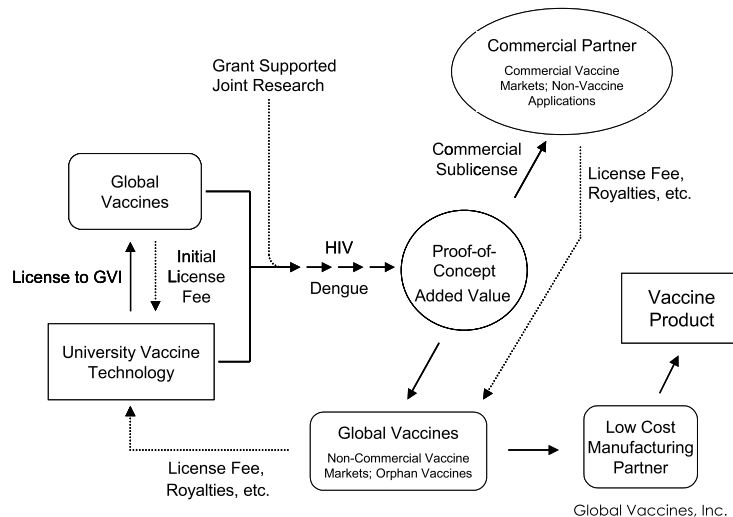 Commercial Partner
Commercial Vaccine
Markets; Non-Vaccine
Applications
Grant Supported
Joint Research
Commercial
Sublicense
License Fee,
Royalties, etc.
Global
Vaccines
HIV
Dengue
Proof-of-
Concept
Added Value
License to GVI
Initial
License
Fee
University Vaccine
Technology
Vaccine
Product
Global Vaccines
Non-Commercial Vaccine
Markets; Orphan Vaccines
Low Cost
Manufacturing
Partner
License Fee,
Royalties, etc.
Global Vaccines, Inc.